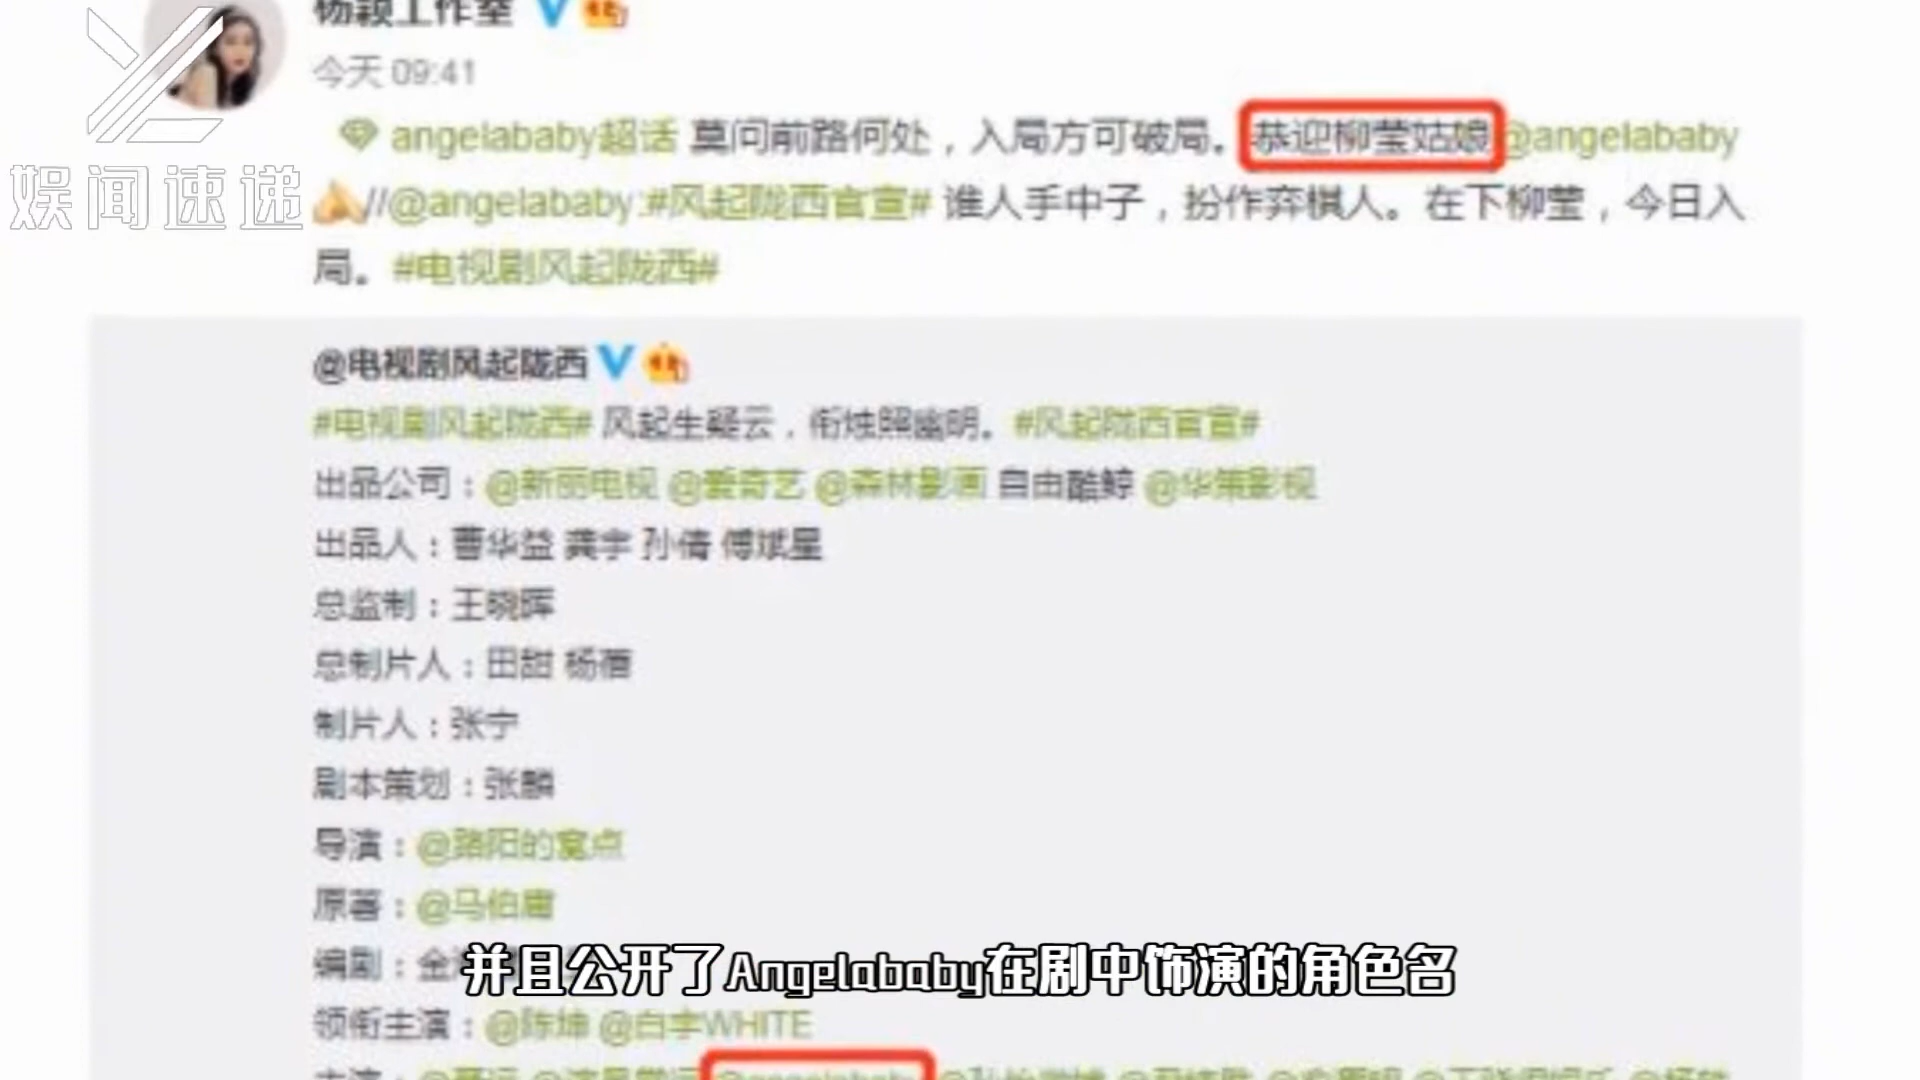 杨颖工作室
今天 09:41
angelababy超话 莫问前路何处，入局方可破局。恭迎柳莹姑娘@angelababy
娱闻速递
//@angelababy:#风起陇西官宣# 谁人手中子，扮作弈棋人。在下柳莹，今日入
局。#电视剧风起陇西#
@电视剧风起陇西
#电视剧风起陇西# 风起生疑云，衔烛照幽明。#风起陇西官宣#
出品公司：@新丽电视 @爱奇艺 @森林影画 自由酷鲸 @华策影视
出品人：曹华益 龚宇 孙倩 傅斌星
总监制：王晓晖
总制片人：田甜 杨蓓
制片人：张宁
剧本策划：张麟
导演：@路阳的窝点
原著：@马伯庸
编剧：金
并且公开了Angelababy在剧中饰演的角色名
领衔主演：@陈坤 @白宇WHITE
主演：@angelababy